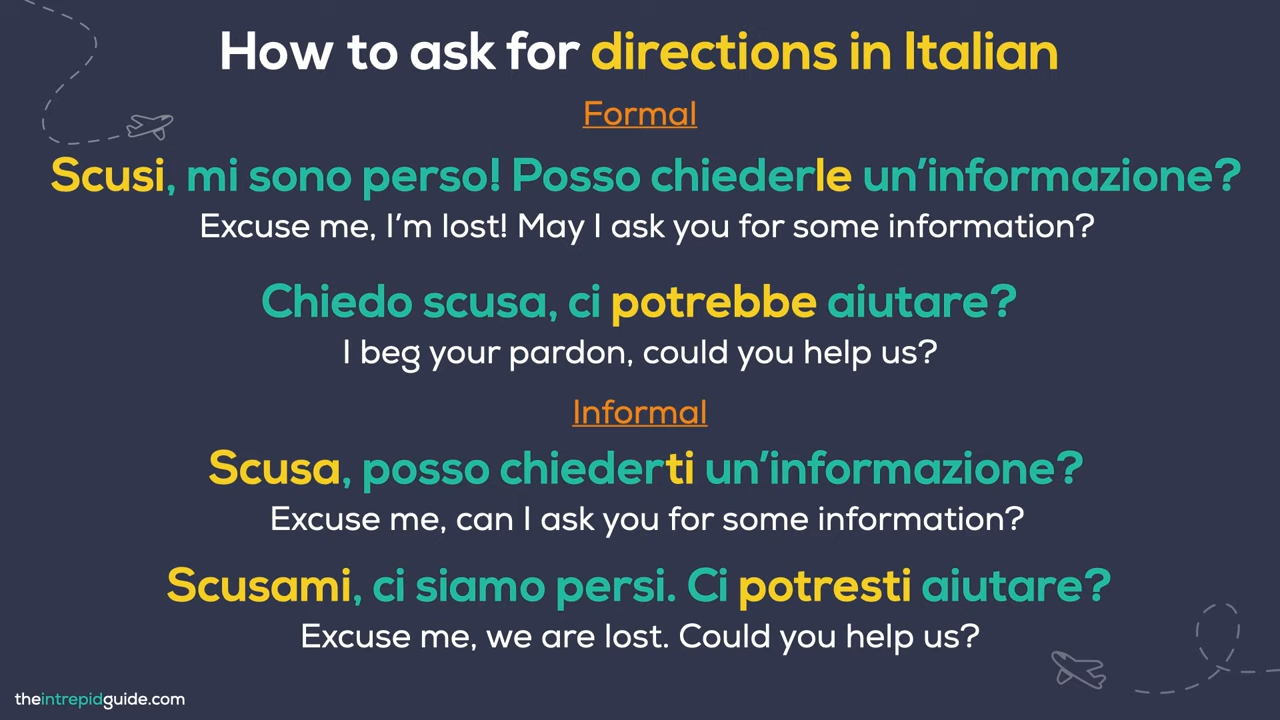 How to ask for directions in Italian
Formal
Scusi, mi sono perso! Posso chiederle un’informazione?
Excuse me, I’m lost! May I ask you for some information?
Chiedo scusa, ci potrebbe aiutare?
I beg your pardon, could you help us?
Informal
Scusa, posso chiederti un’informazione?
Excuse me, can I ask you for some information?
Scusami, ci siamo persi. Ci potresti aiutare?
Excuse me, we are lost. Could you help us?
theintrepidguide.com